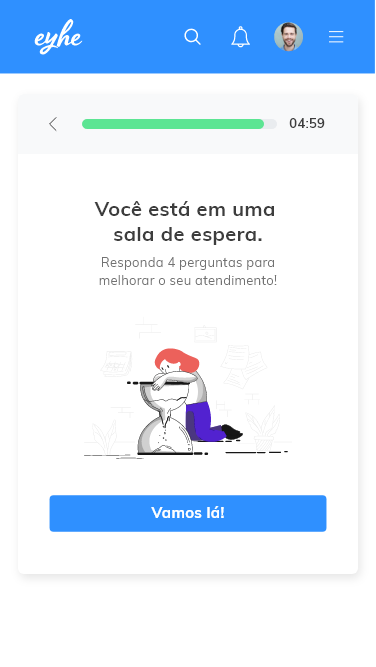 eyhe
04:59
Você está em uma
sala de espera.
Responda 4 perguntas para
melhorar o seu atendimento!
Vamos lá!